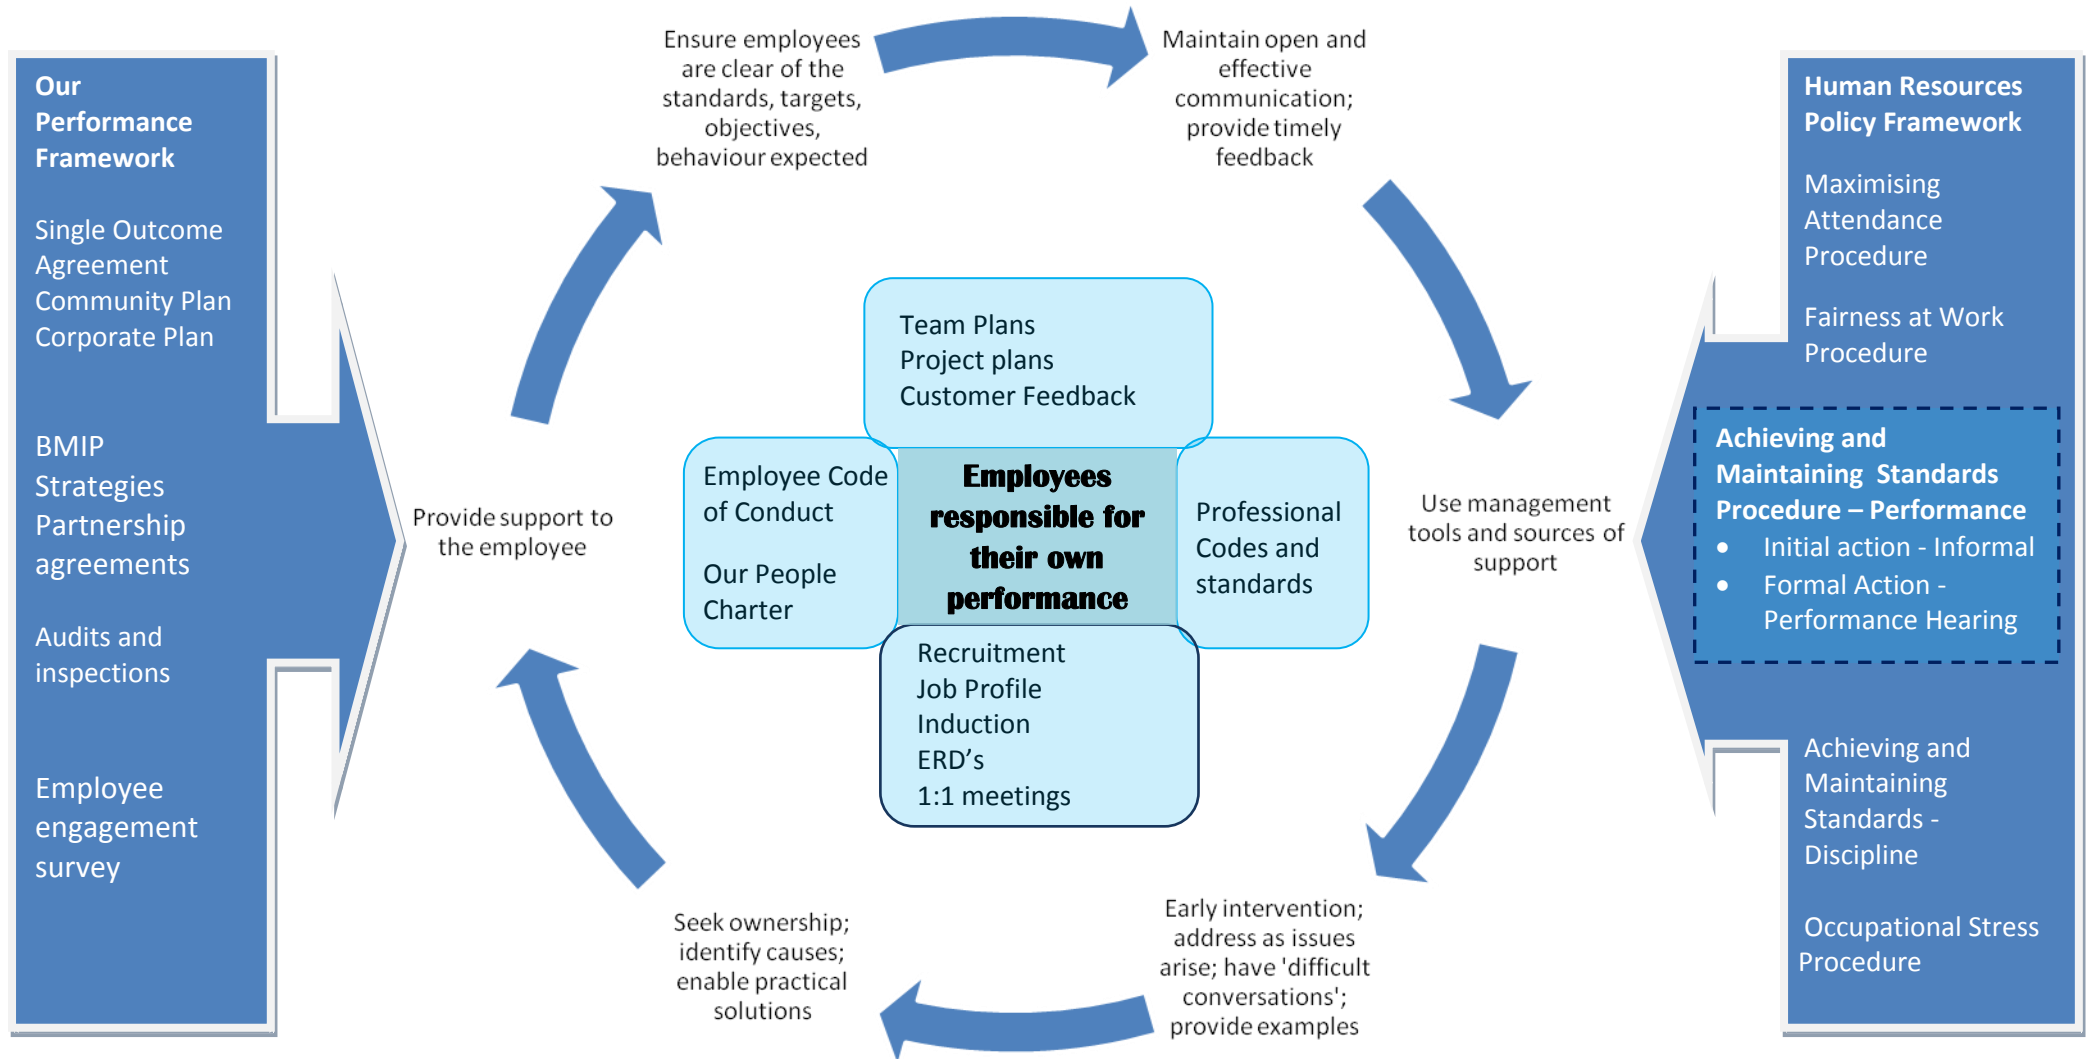 Our
Performance
Framework
Single Outcome
Agreement
Community Plan
Corporate Plan
BMIP
Strategies
Partnership
agreements
Audits and
inspections
Employee
engagement
survey
Ensure employees
are clear of the
standards, targets,
objectives,
behaviour expected
Maintain open and
effective
communication;
provide timely
feedback
Use management
tools and sources of
support
Early intervention;
address as issues
arise; have 'difficult
conversations';
provide examples
Seek ownership;
identify causes;
enable practical
solutions
Provide support to
the employee
Team Plans
Project plans
Customer Feedback
Employee Code
of Conduct
Our People
Charter
Employees
responsible for
their own
performance
Professional
Codes and
standards
Recruitment
Job Profile
Induction
ERD’s
1:1 meetings
Human Resources
Policy Framework
Maximising
Attendance
Procedure
Fairness at Work
Procedure
Achieving and
Maintaining  Standards
Procedure – Performance
• Initial action - Informal
• Formal Action -
Performance Hearing
Achieving and
Maintaining
Standards -
Discipline
Occupational Stress
Procedure